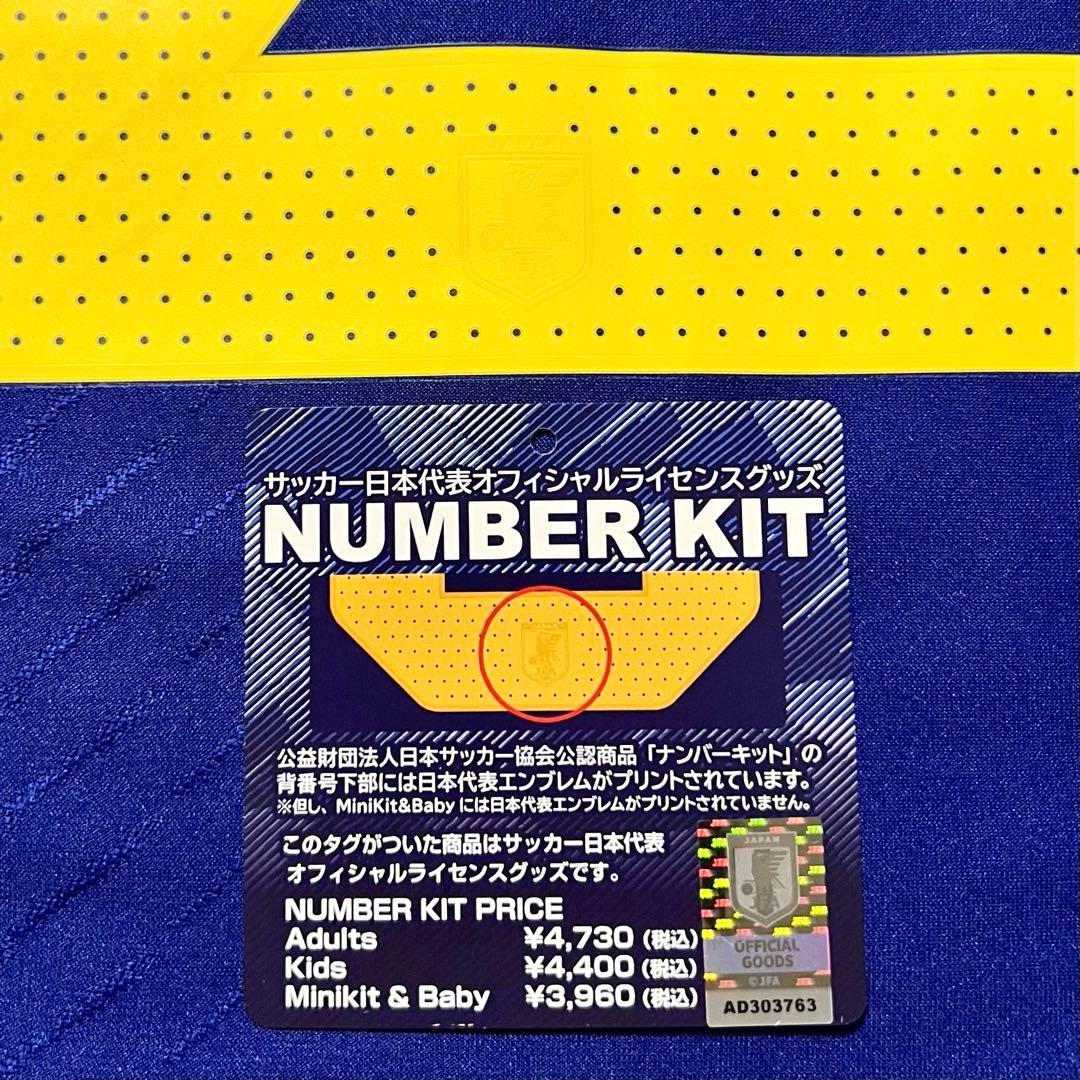 JAPAN
JFA
サッカー日本代表オフィシャルライセンスグッズ
NUMBER KIT
公益財団法人日本サッカー協会公認商品「ナンバーキット」の
背番号下部には日本代表エンブレムがプリントされています。
※但し、MiniKit&Babyには日本代表エンブレムがプリントされていません。
このタグがついた商品はサッカー日本代表
オフィシャルライセンスグッズです。
NUMBER KIT PRICE
Adults ¥4,730（税込）
Kids ¥4,400（税込）
Minikit & Baby ¥3,960（税込）
JAPAN
JFA
OFFICIAL
GOODS
©JFA
AD303763